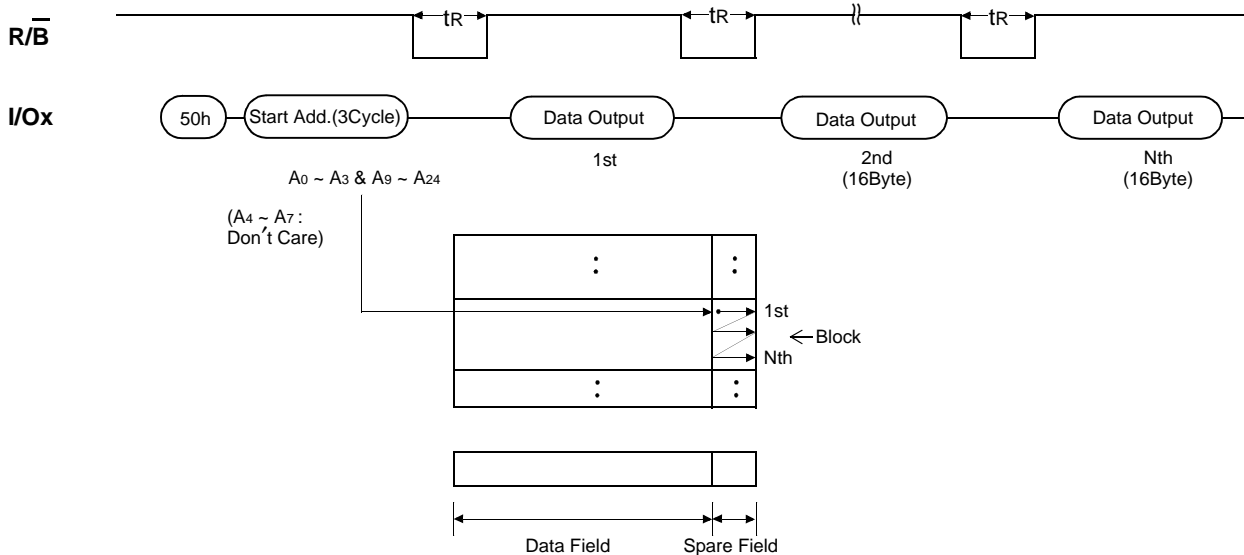 R/B
tR
tR
tR
I/Ox
50h
Start Add.(3Cycle)
Data Output
Data Output
Data Output
1st
2nd
(16Byte)
Nth
(16Byte)
A0 ~ A3 & A9 ~ A24
(A4 ~ A7 :
Don′t Care)
1st
Block
Nth
Data Field
Spare Field